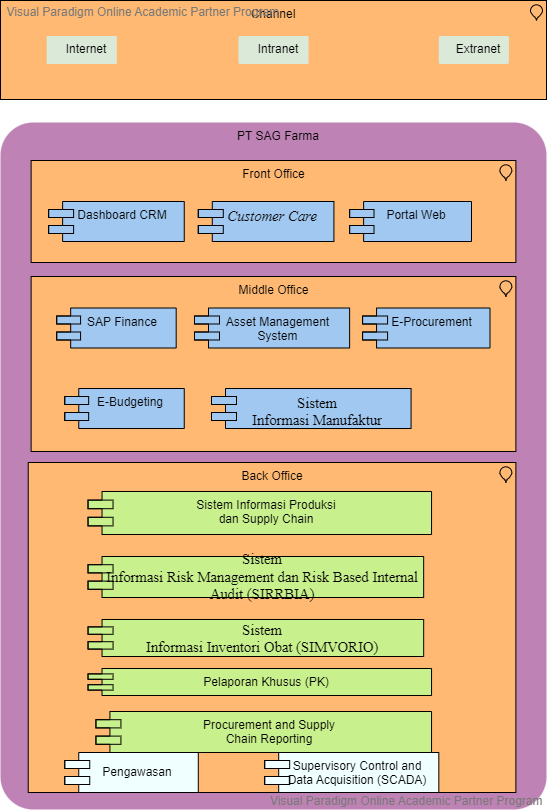 Visual Paradigm Online Academic Partner Program
Channel
Internet
Intranet
Extranet
PT SAG Farma
Front Office
Dashboard CRM
Customer Care
Portal Web
Middle Office
SAP Finance
Asset Management
System
E-Procurement
E-Budgeting
Sistem
Informasi Manufaktur
Back Office
Sistem Informasi Produksi
dan Supply Chain
Sistem
Informasi Risk Management dan Risk Based Internal
Audit (SIRRBIA)
Sistem
Informasi Inventori Obat (SIMVORIO)
Pelaporan Khusus (PK)
Procurement and Supply
Chain Reporting
Pengawasan
Supervisory Control and
Data Acquisition (SCADA)
Visual Paradigm Online Academic Partner Program